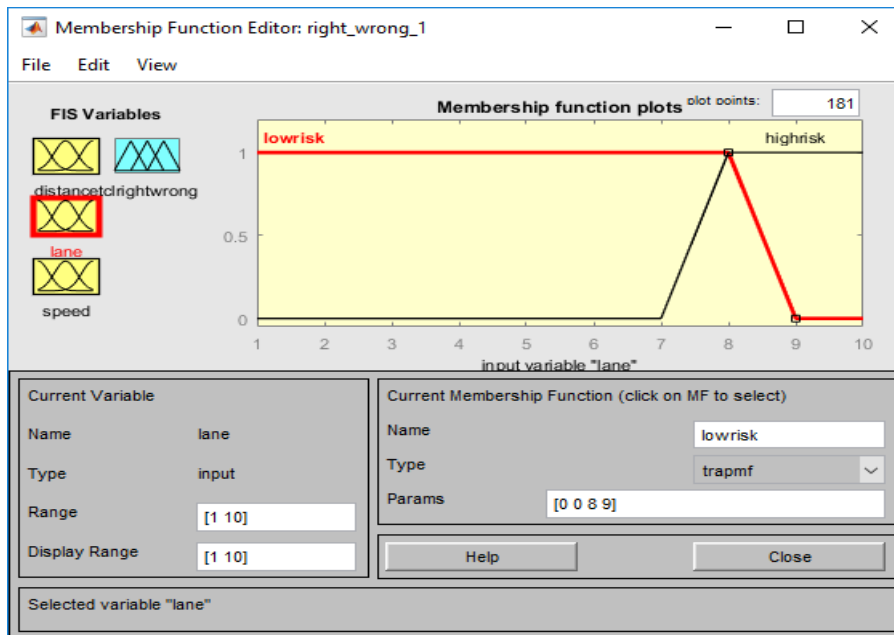 Membership Function Editor: right_wrong_1
File Edit View
FIS Variables
Membership function plots plot points: 181
distancetclrightwrong
lane
speed
lowrisk
highrisk
1
0.5
0
1 2 3 4 5 6 7 8 9 10
input variable "lane"
Current Variable
Name lane
Type input
Range [1 10]
Display Range [1 10]
Current Membership Function (click on MF to select)
Name lowrisk
Type trapmf
Params [0 0 8 9]
Help Close
Selected variable "lane"